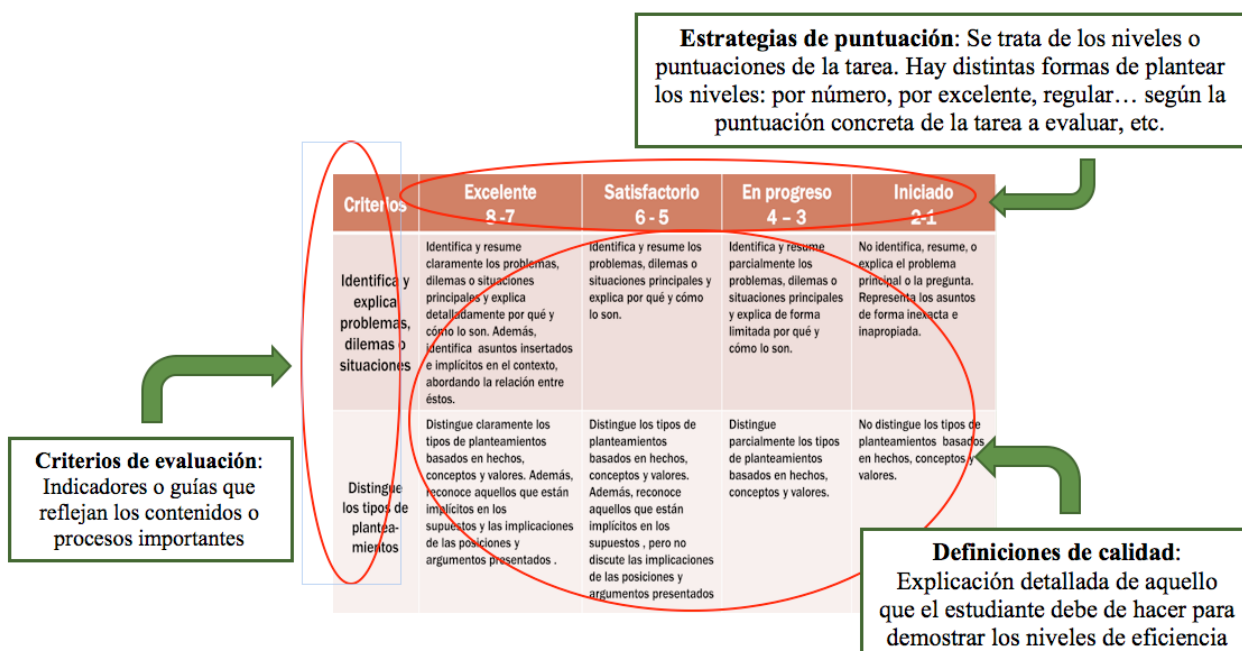 Estrategias de puntuación: Se trata de los niveles o
puntuaciones de la tarea. Hay distintas formas de plantear
los niveles: por número, por excelente, regular… según la
puntuación concreta de la tarea a evaluar, etc.
Criterios
Excelente
8 -7
Satisfactorio
6 - 5
En progreso
4 – 3
Iniciado
2-1
Identifica y
explica
problemas,
dilemas o
situaciones
Identifica y resume
claramente los problemas,
dilemas o situaciones
principales y explica
detalladamente por qué y
cómo lo son. Además,
identifica asuntos insertados
e implícitos en el contexto,
abordando la relación entre
éstos.
Identifica y resume los
problemas, dilemas o
situaciones principales y
explica por qué y cómo
lo son.
Identifica y resume
parcialmente los
problemas, dilemas o
situaciones principales
y explica de forma
limitada por qué y
cómo lo son.
No identifica, resume, o
explica el problema
principal o la pregunta.
Representa los asuntos
de forma inexacta e
inapropiada.
Distingue
los tipos de
plantea-
mientos
Distingue claramente los
tipos de planteamientos
basados en hechos,
conceptos y valores. Además,
reconoce aquellos que están
implícitos en los
supuestos y las implicaciones
de las posiciones y
argumentos presentados .
Distingue los tipos de
planteamientos
basados en hechos,
conceptos y valores.
Además, reconoce
aquellos que están
implícitos en los
supuestos , pero no
discute las implicaciones
de las posiciones y
argumentos presentados
Distingue
parcialmente los tipos
de planteamientos
basados en hechos,
conceptos y valores.
No distingue los tipos de
planteamientos basados
en hechos, conceptos y
valores.
Criterios de evaluación:
Indicadores o guías que
reflejan los contenidos o
procesos importantes
Definiciones de calidad:
Explicación detallada de aquello
que el estudiante debe de hacer para
demostrar los niveles de eficiencia